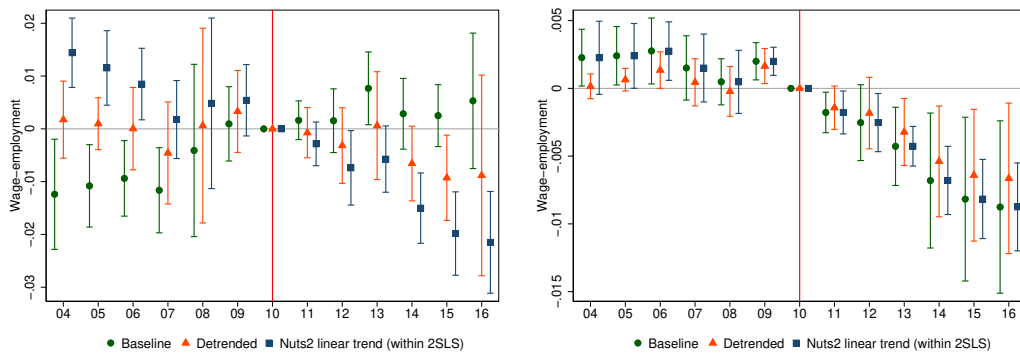 .02
.01
0
-.01
-.02
-.03
Wage-employment
04 05 06 07 08 09 10 11 12 13 14 15 16
Baseline Detrended Nuts2 linear trend (within 2SLS)
.005
0
-.005
-.01
-.015
Wage-employment
04 05 06 07 08 09 10 11 12 13 14 15 16
Baseline Detrended Nuts2 linear trend (within 2SLS)